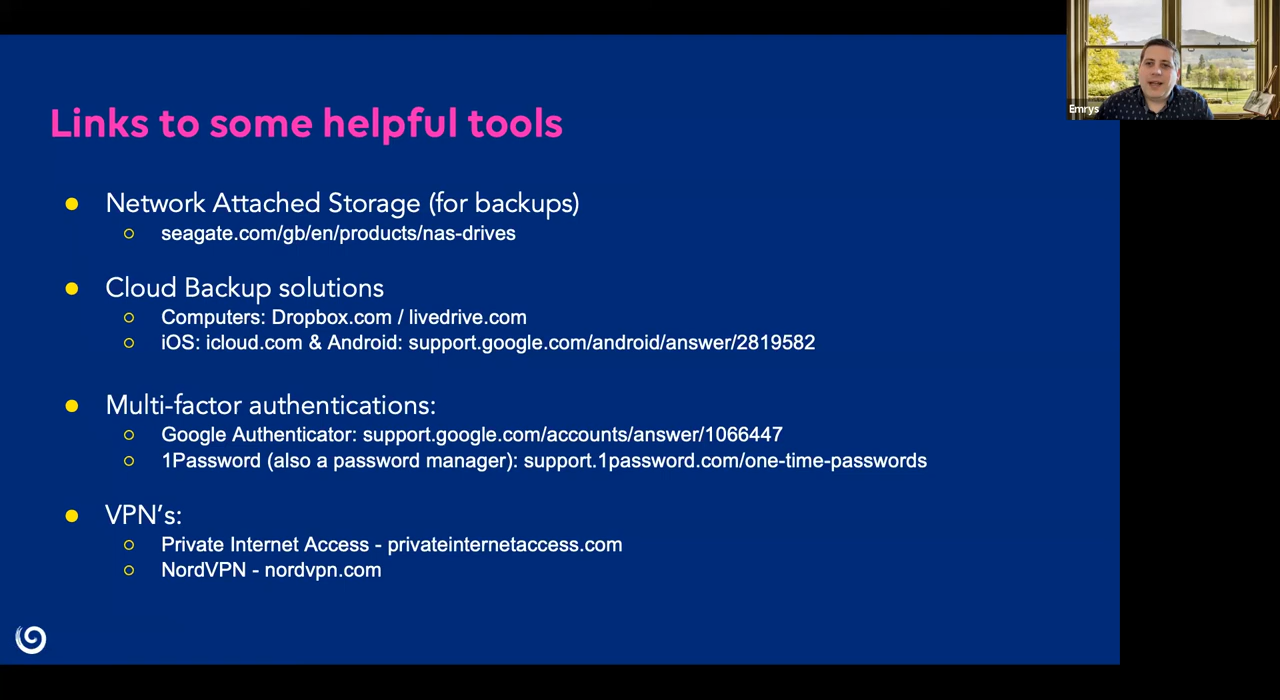 Emrys
Links to some helpful tools
Network Attached Storage (for backups)
seagate.com/gb/en/products/nas-drives
Cloud Backup solutions
Computers: Dropbox.com / livedrive.com
iOS: icloud.com & Android: support.google.com/android/answer/2819582
Multi-factor authentications:
Google Authenticator: support.google.com/accounts/answer/1066447
1Password (also a password manager): support.1password.com/one-time-passwords
VPN’s:
Private Internet Access - privateinternetaccess.com
NordVPN - nordvpn.com